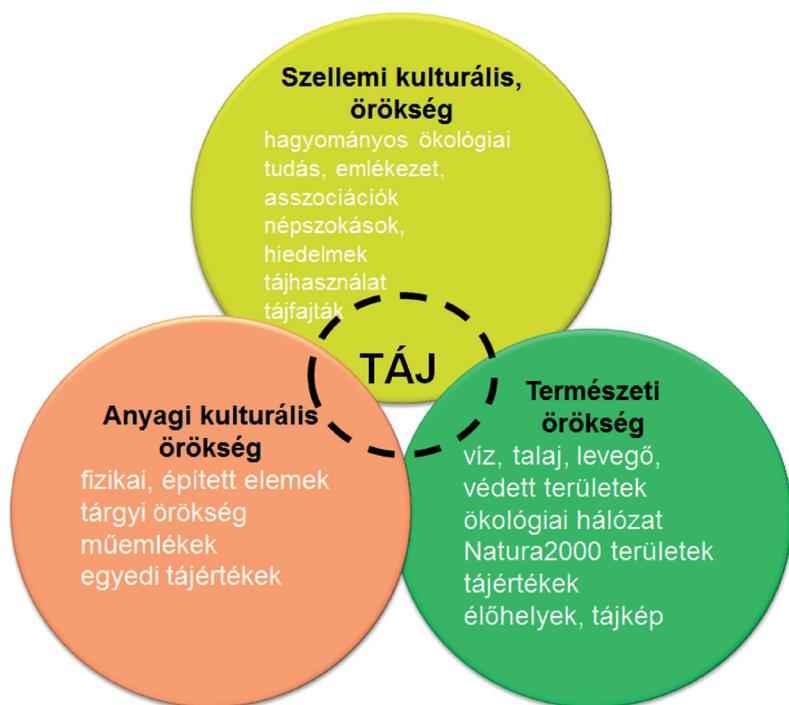 Szellemi kulturális,
örökség
hagyományos ökológiai
tudás, emlékezet,
asszociációk
népszokások,
hiedelmek
tájhasználat
tájfajták
TÁJ
Anyagi kulturális
örökség
fizikai, épített elemek
tárgyi örökség
műemlékek
egyedi tájértékek
Természeti
örökség
víz, talaj, levegő,
védett területek
ökológiai hálózat
Natura2000 területek
tájértékek
élőhelyek, tájkép